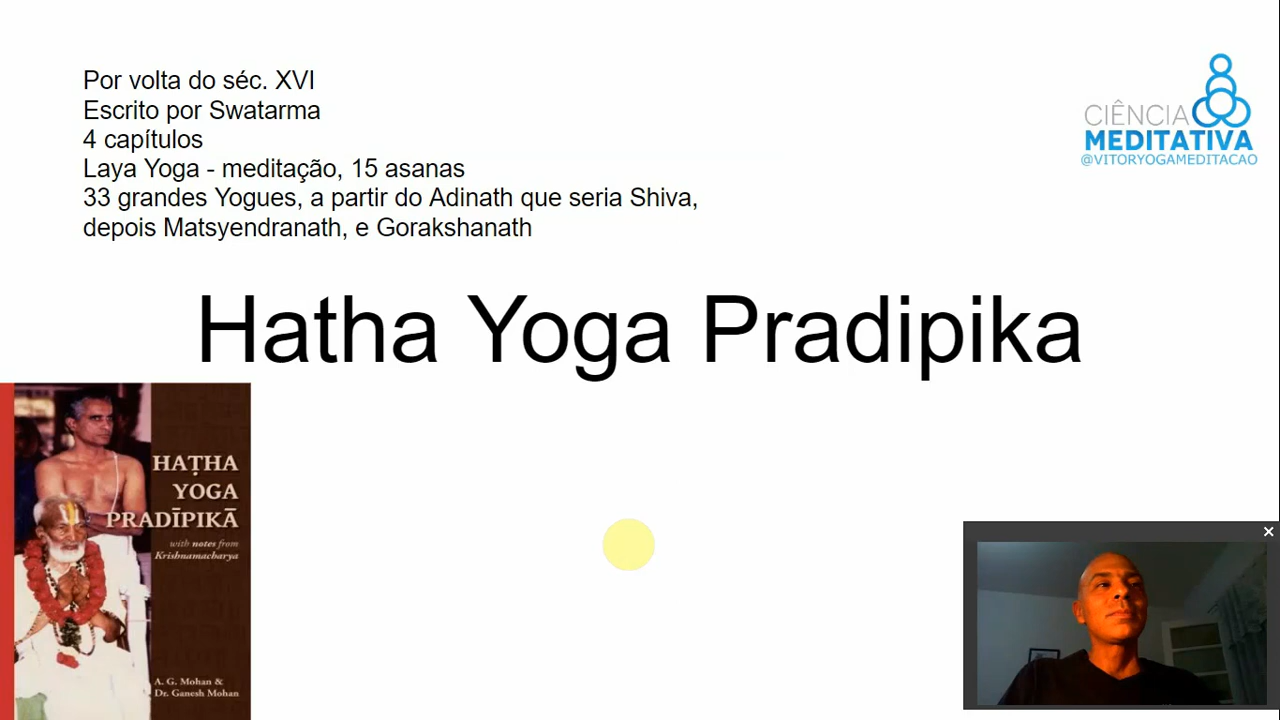 Por volta do séc. XVI
Escrito por Swatarma
4 capítulos
Laya Yoga - meditação, 15 asanas
33 grandes Yogues, a partir do Adinath que seria Shiva,
depois Matsyendranath, e Gorakshanath
CIÊNCIA
MEDITATIVA
@VITORYOGAMEDITACAO
Hatha Yoga Pradipika
HAṬHA
YOGA
PRADĪPIKĀ
with notes from
Krishnamacharya
A. G. Mohan &
Dr. Ganesh Mohan